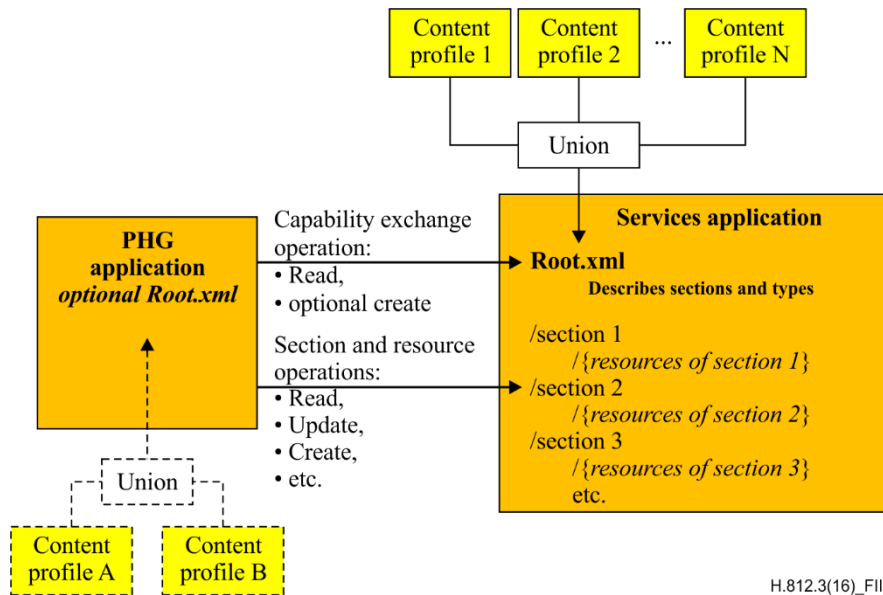 Content
profile 1
Content
profile 2
...
Content
profile N
Union
PHG
application
optional Root.xml
Capability exchange
operation:
• Read,
• optional create
Section and resource
operations:
• Read,
• Update,
• Create,
• etc.
Services application
Root.xml
Describes sections and types
/section 1
/{resources of section 1}
/section 2
/{resources of section 2}
/section 3
/{resources of section 3}
etc.
Union
Content
profile A
Content
profile B
H.812.3(16)_FII